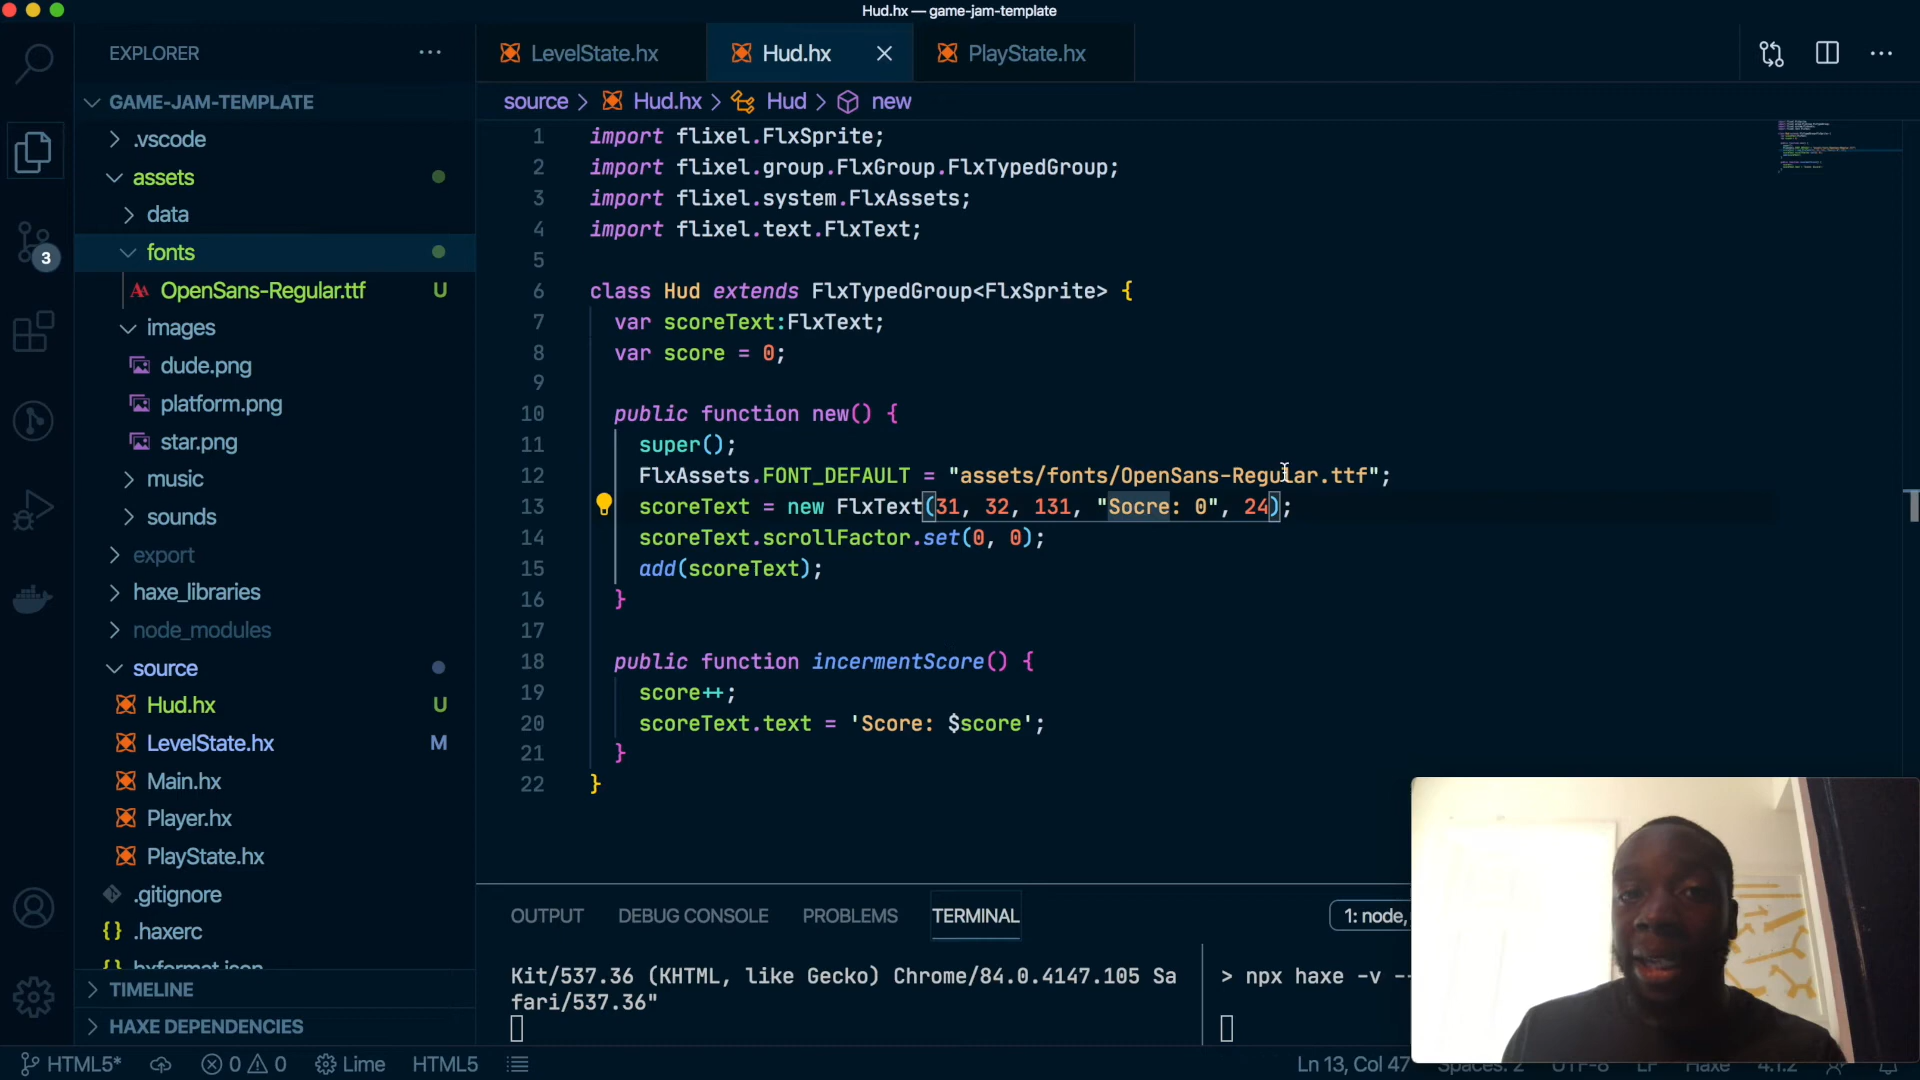 Hud.hx — game-jam-template
EXPLORER
LevelState.hx
Hud.hx
PlayState.hx
source > Hud.hx > Hud > new
GAME-JAM-TEMPLATE
.vscode
assets
data
fonts
OpenSans-Regular.ttf U
images
dude.png
platform.png
star.png
music
sounds
export
haxe_libraries
node_modules
source
Hud.hx U
LevelState.hx M
Main.hx
Player.hx
PlayState.hx
.gitignore
.haxerc
hxformat.json
TIMELINE
HAXE DEPENDENCIES
3
1 import flixel.FlxSprite;
2 import flixel.group.FlxGroup.FlxTypedGroup;
3 import flixel.system.FlxAssets;
4 import flixel.text.FlxText;
5
6 class Hud extends FlxTypedGroup<FlxSprite> {
7 var scoreText:FlxText;
8 var score = 0;
9
10 public function new() {
11 super();
12 FlxAssets.FONT_DEFAULT = "assets/fonts/OpenSans-Regular.ttf";
13 scoreText = new FlxText(31, 32, 131, "Socre: 0", 24);
14 scoreText.scrollFactor.set(0, 0);
15 add(scoreText);
16 }
17
18 public function incermentScore() {
19 score++;
20 scoreText.text = 'Score: $score';
21 }
22 }
OUTPUT DEBUG CONSOLE PROBLEMS TERMINAL 1: node,
Kit/537.36 (KHTML, like Gecko) Chrome/84.0.4147.105 Sa
fari/537.36"
> npx haxe -v --
HTML5* 0 0 Lime HTML5 Ln 13, Col 47 Spaces: 2 UTF-8 LF Haxe 4.1.2